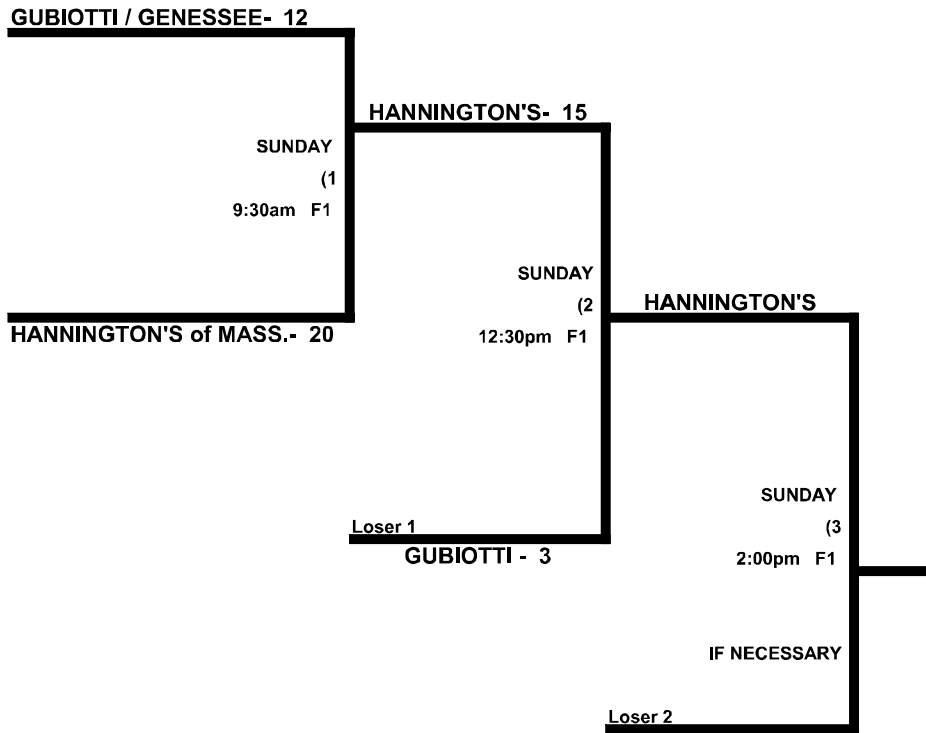 GUBIOTTI / GENESSEE- 12
HANNINGTON'S- 15
SUNDAY
(1
9:30am F1
SUNDAY
(2
12:30pm F1
HANNINGTON'S
HANNINGTON'S of MASS.- 20
SUNDAY
(3
2:00pm F1
Loser 1
GUBIOTTI - 3
IF NECESSARY
Loser 2